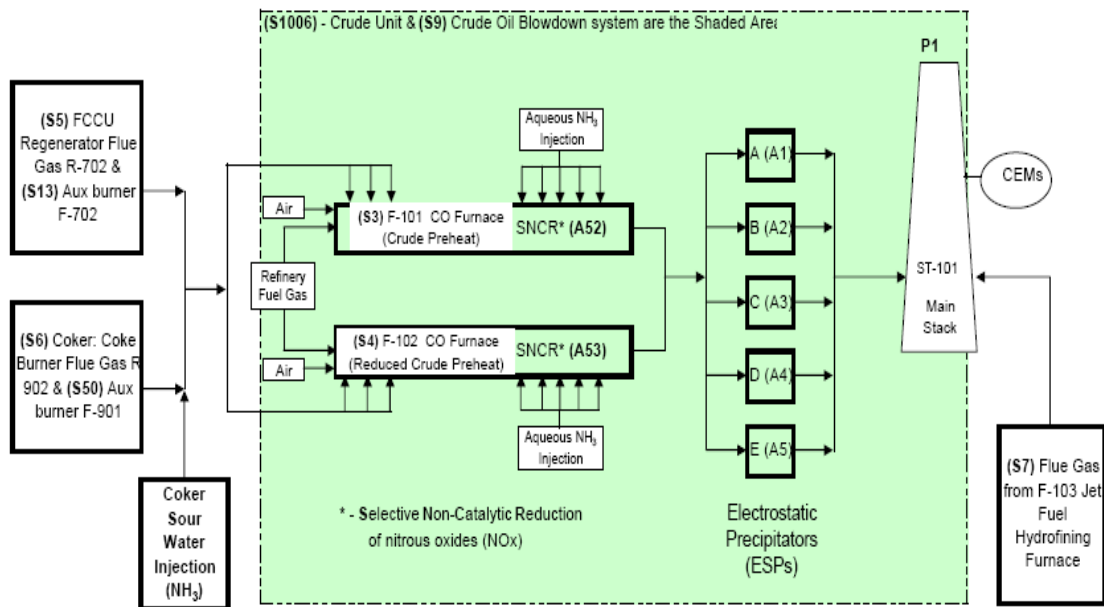 (S1006) - Crude Unit & (S9) Crude Oil Blowdown system are the Shaded Area
P1
(S5) FCCU
Regenerator Flue
Gas R-702 &
(S13) Aux burner
F-702
Aqueous NH3
Injection
A (A1)
CEMs
Air
(S3) F-101 CO Furnace
(Crude Preheat)
SNCR* (A52)
B (A2)
Refinery
Fuel Gas
C (A3)
ST-101
Main
Stack
(S6) Coker: Coke
Burner Flue Gas R
902 & (S50) Aux
burner F-901
(S4) F-102 CO Furnace
(Reduced Crude Preheat)
SNCR* (A53)
Air
D (A4)
Aqueous NH3
Injection
E (A5)
(S7) Flue Gas
from F-103 Jet
Fuel
Hydrofining
Furnace
Coker
Sour
Water
Injection
(NH3)
* - Selective Non-Catalytic Reduction
of nitrous oxides (NOx)
Electrostatic
Precipitators
(ESPs)